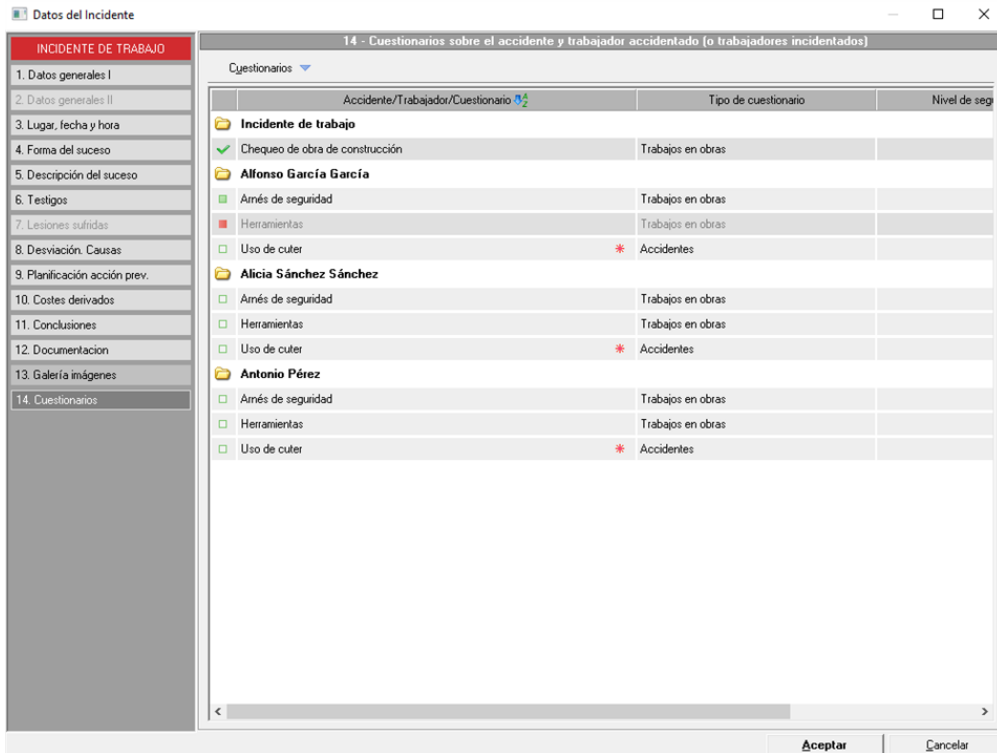 Datos del Incidente
INCIDENTE DE TRABAJO
1. Datos generales I
2. Datos generales II
3. Lugar, fecha y hora
4. Forma del suceso
5. Descripción del suceso
6. Testigos
7. Lesiones sufridas
8. Desviación. Causas
9. Planificación acción prev.
10. Costes derivados
11. Conclusiones
12. Documentacion
13. Galería imágenes
14. Cuestionarios
14 - Cuestionarios sobre el accidente y trabajador accidentado (o trabajadores incidentados)
Cuestionarios
Accidente/Trabajador/Cuestionario Tipo de cuestionario Nivel de segu
Incidente de trabajo
Chequeo de obra de construcción Trabajos en obras
Alfonso García García
Arnés de seguridad Trabajos en obras
Herramientas Trabajos en obras
Uso de cuter * Accidentes
Alicia Sánchez Sánchez
Arnés de seguridad Trabajos en obras
Herramientas Trabajos en obras
Uso de cuter * Accidentes
Antonio Pérez
Arnés de seguridad Trabajos en obras
Herramientas Trabajos en obras
Uso de cuter * Accidentes
Aceptar Cancelar